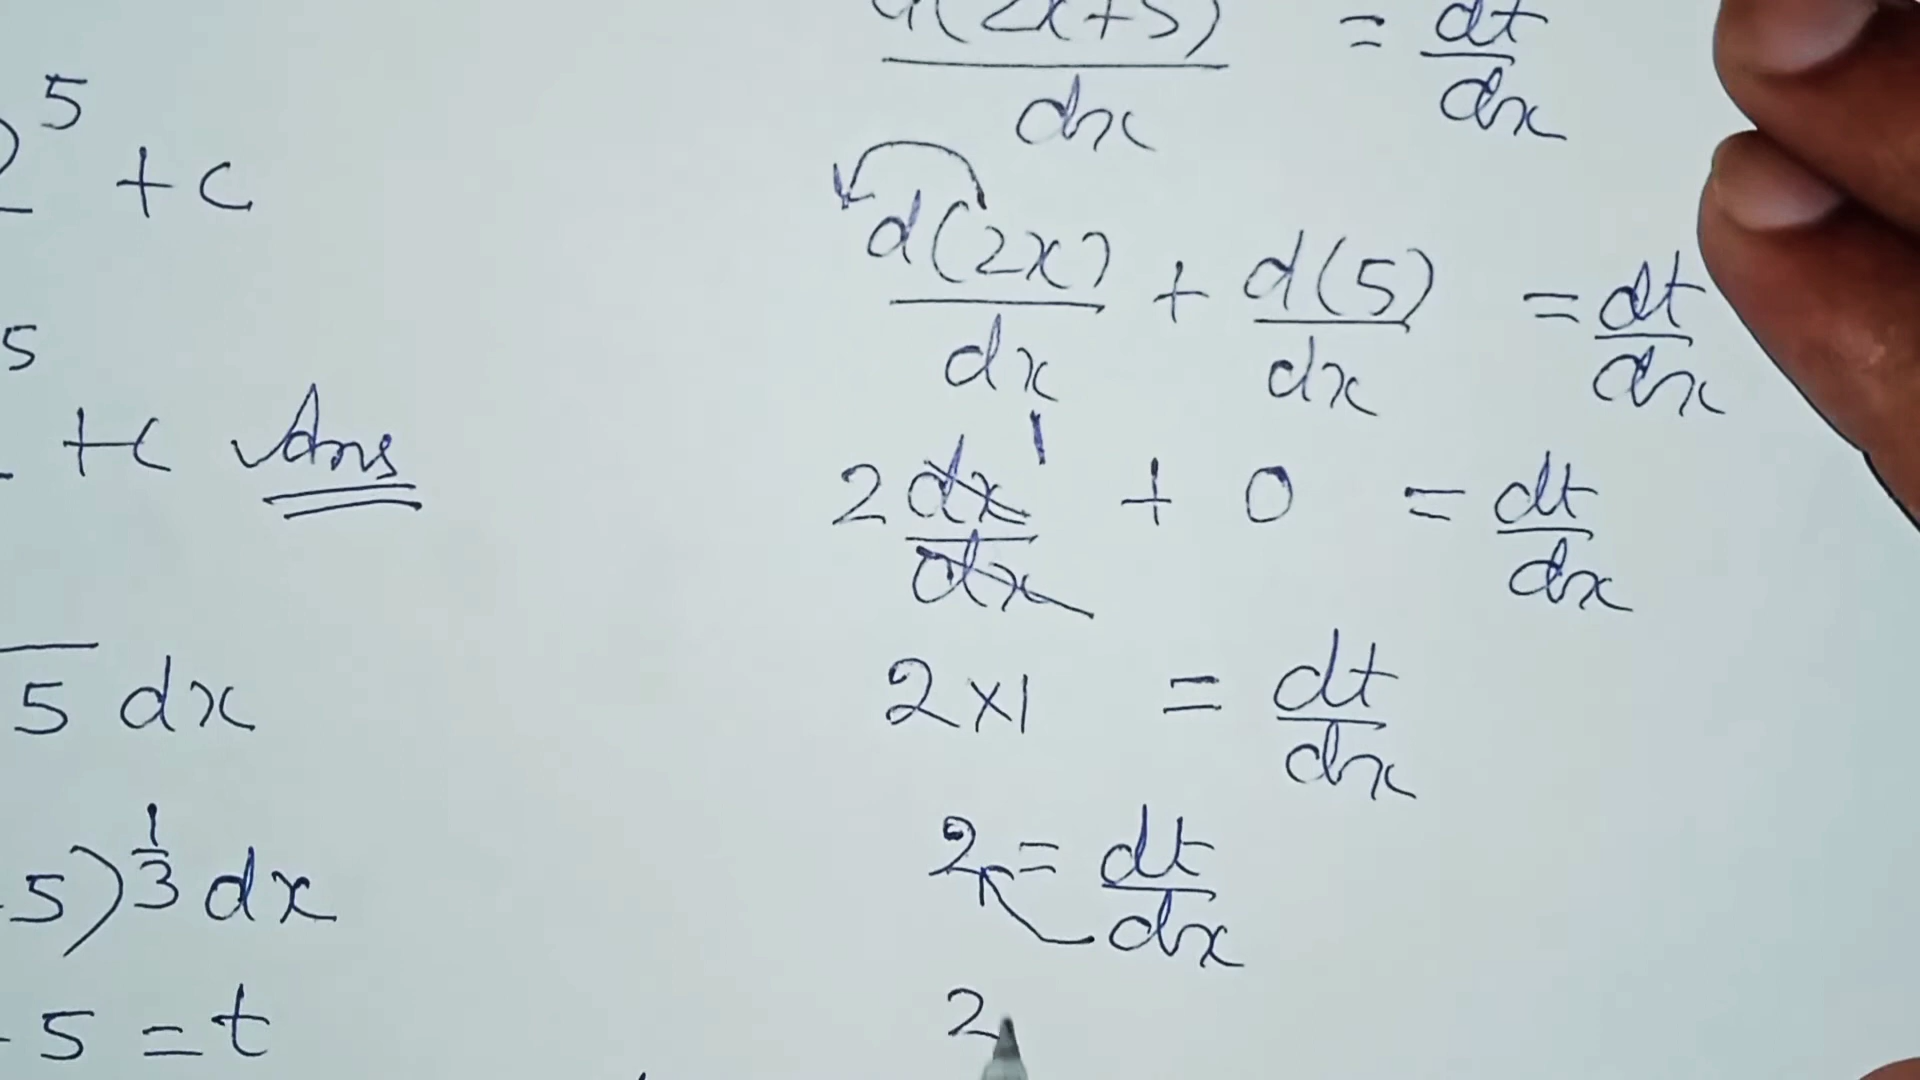 5 + c
5
+c Ans
5 dx
5)^{1/3} dx
5 = t
d(2x+5)/dx = dt/dx
d(2x)/dx + d(5)/dx = dt/dx
2 dx/dx 1 + 0 = dt/dx
2×1 = dt/dx
2 = dt/dx
2